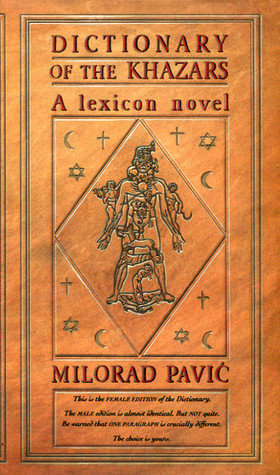 DICTIONARY
OF THE KHAZARS
A lexicon novel
MILORAD PAVIĆ
This is the FEMALE EDITION of the Dictionary.
The MALE edition is almost identical. But NOT quite.
Be warned that ONE PARAGRAPH is crucially different.
The choice is yours.